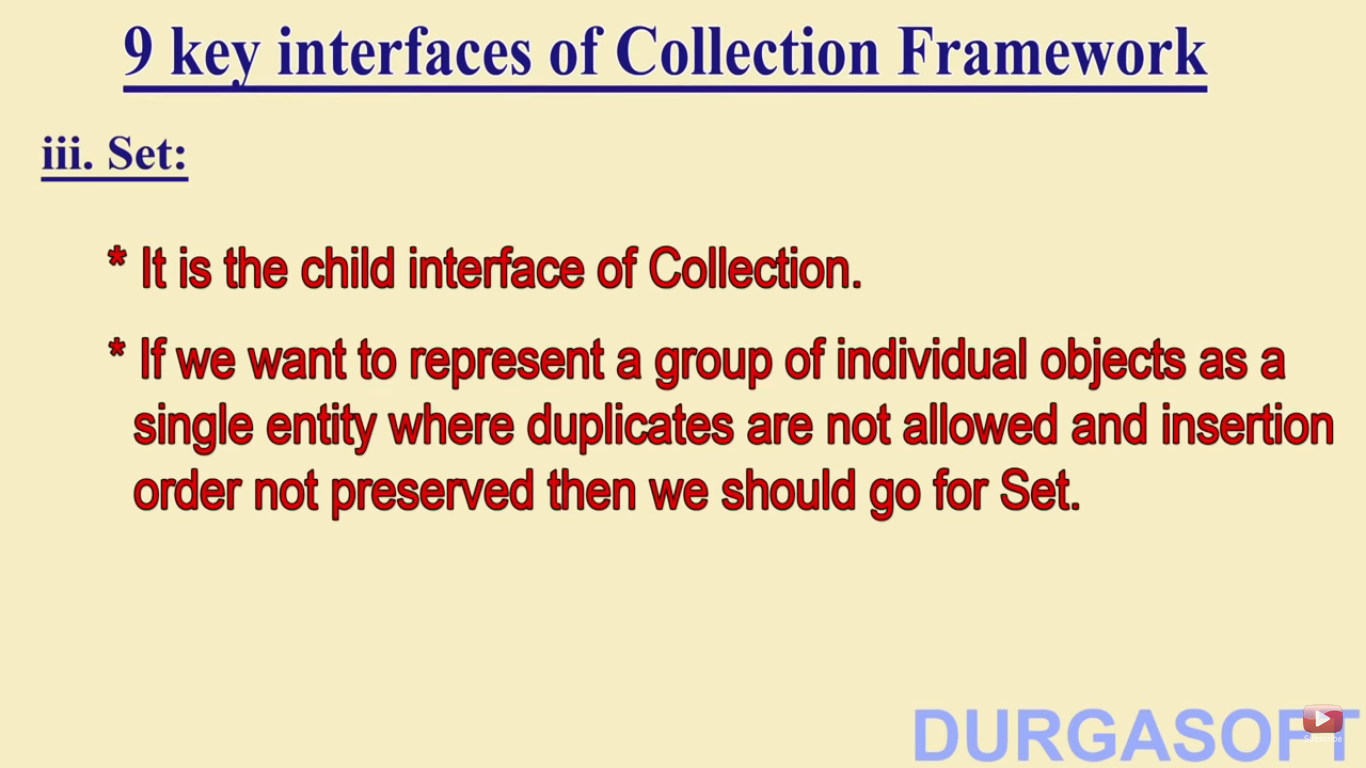 9 key interfaces of Collection Framework
iii. Set:
* It is the child interface of Collection.
* If we want to represent a group of individual objects as a
single entity where duplicates are not allowed and insertion
order not preserved then we should go for Set.
DURGASOFT
Subscribe